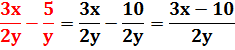 3x/2y − 5/y = 3x/2y − 10/2y = (3x − 10)/2y